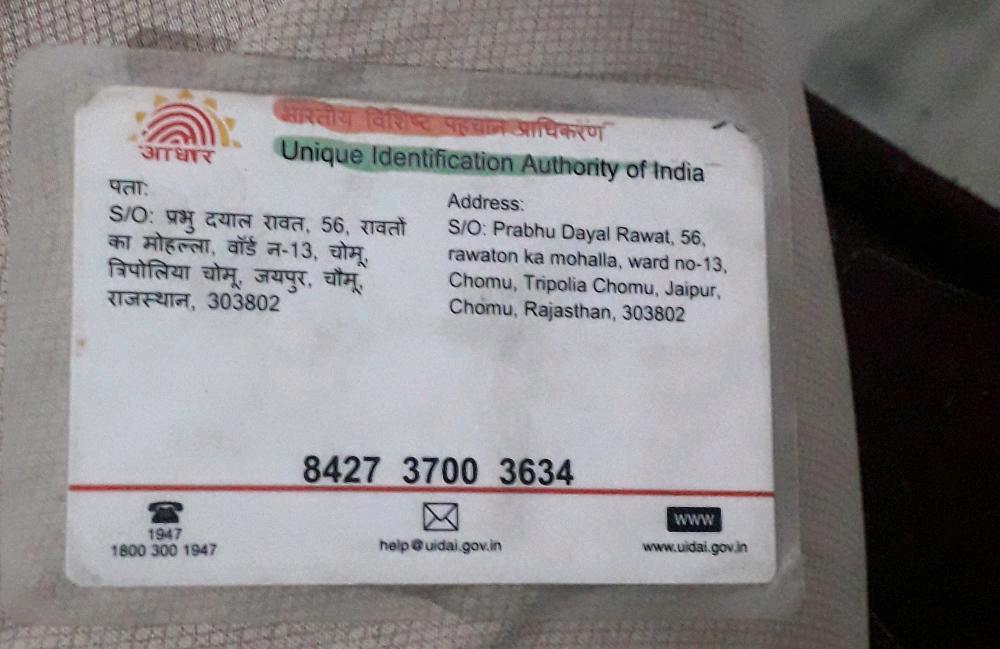 भारतीय विशिष्ट पहचान प्राधिकरण
आधार
Unique Identification Authority of India
पता:
S/O: प्रभु दयाल रावत, 56, रावतों
का मोहल्ला, वॉर्ड न-13, चोमू,
त्रिपोलिया चोमू, जयपुर, चौमू,
राजस्थान, 303802
Address:
S/O: Prabhu Dayal Rawat, 56,
rawaton ka mohalla, ward no-13,
Chomu, Tripolia Chomu, Jaipur,
Chomu, Rajasthan, 303802
8427 3700 3634
1947
1800 300 1947
help@uidai.gov.in
www
www.uidai.gov.in